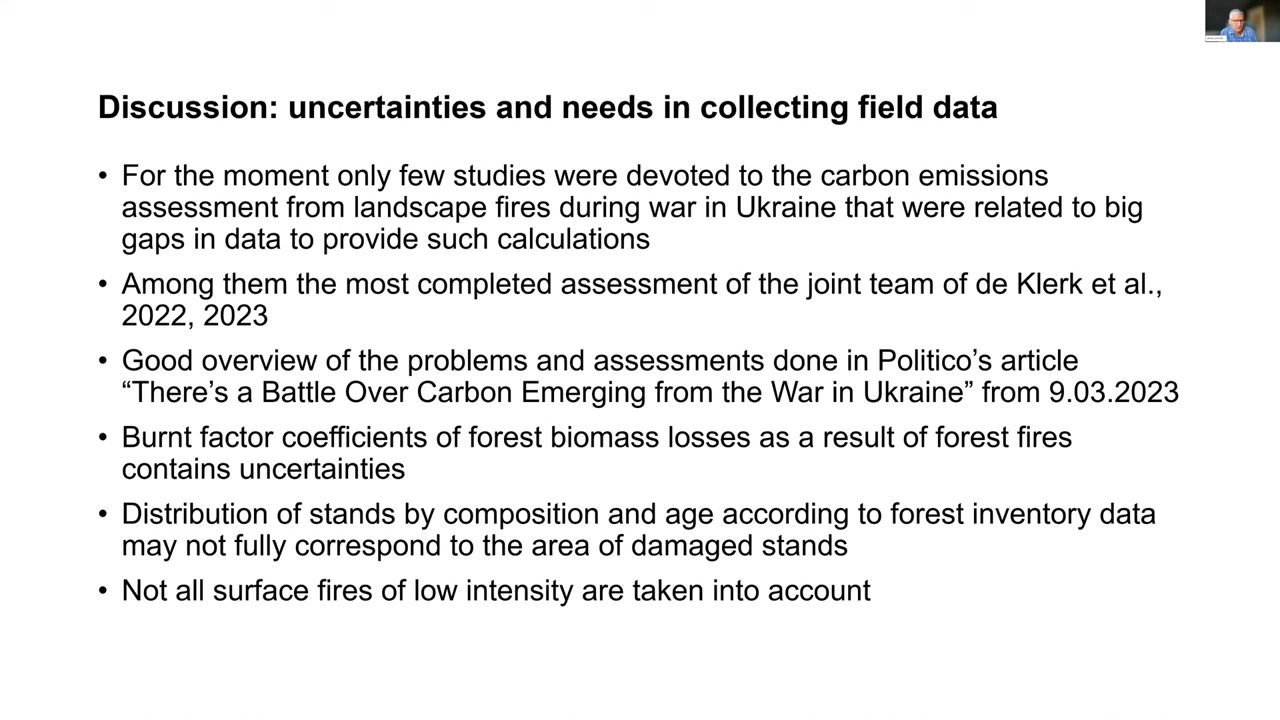 Discussion: uncertainties and needs in collecting field data
• For the moment only few studies were devoted to the carbon emissions
assessment from landscape fires during war in Ukraine that were related to big
gaps in data to provide such calculations
• Among them the most completed assessment of the joint team of de Klerk et al.,
2022, 2023
• Good overview of the problems and assessments done in Politico’s article
“There’s a Battle Over Carbon Emerging from the War in Ukraine” from 9.03.2023
• Burnt factor coefficients of forest biomass losses as a result of forest fires
contains uncertainties
• Distribution of stands by composition and age according to forest inventory data
may not fully correspond to the area of damaged stands
• Not all surface fires of low intensity are taken into account